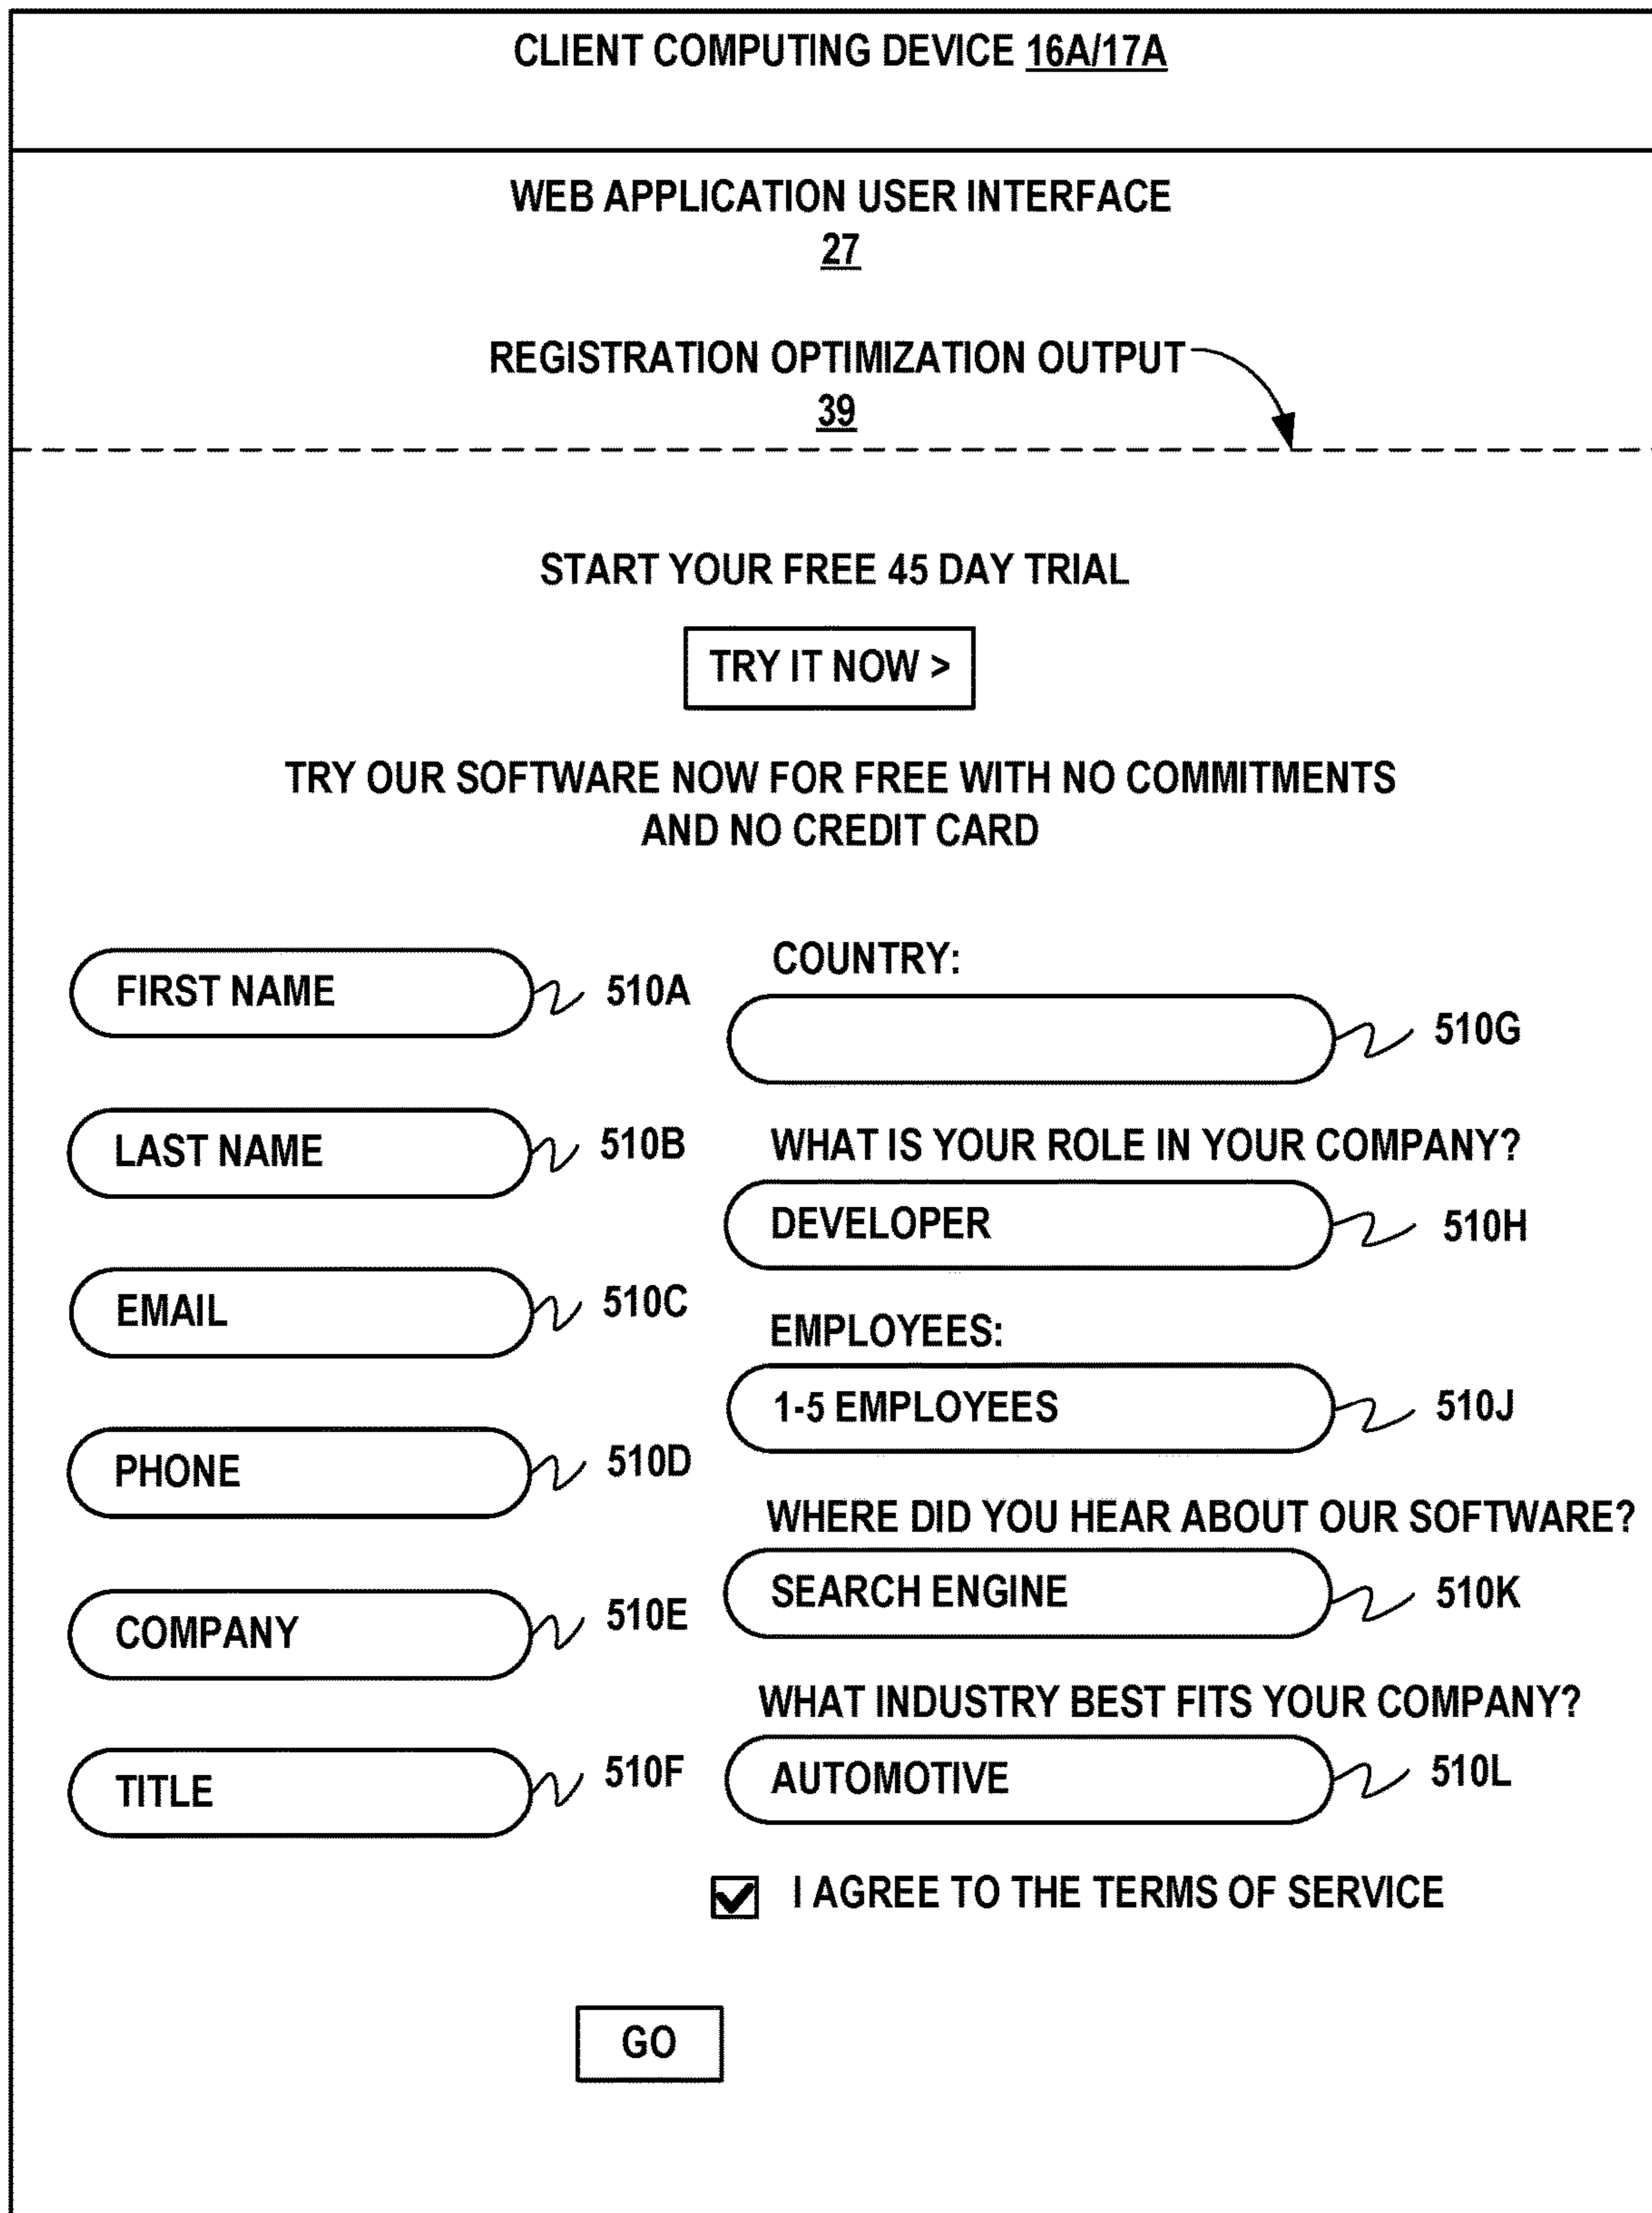 CLIENT COMPUTING DEVICE 16A/17A
WEB APPLICATION USER INTERFACE
27
REGISTRATION OPTIMIZATION OUTPUT
39
START YOUR FREE 45 DAY TRIAL
TRY IT NOW >
TRY OUR SOFTWARE NOW FOR FREE WITH NO COMMITMENTS
AND NO CREDIT CARD
FIRST NAME 510A
LAST NAME 510B
EMAIL 510C
PHONE 510D
COMPANY 510E
TITLE 510F
COUNTRY:
510G
WHAT IS YOUR ROLE IN YOUR COMPANY?
DEVELOPER 510H
EMPLOYEES:
1-5 EMPLOYEES 510J
WHERE DID YOU HEAR ABOUT OUR SOFTWARE?
SEARCH ENGINE 510K
WHAT INDUSTRY BEST FITS YOUR COMPANY?
AUTOMOTIVE 510L
I AGREE TO THE TERMS OF SERVICE
GO